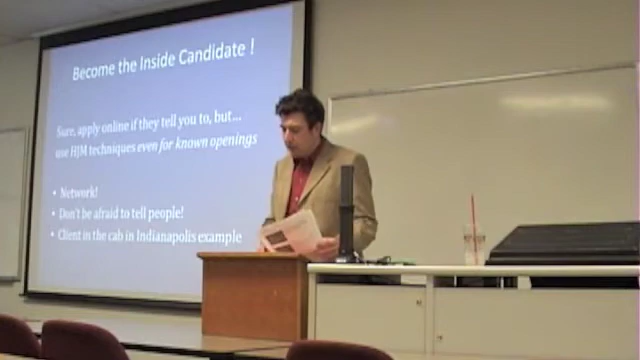 Become the Inside Candidate !
Sure, apply online if they tell you to, but...
use HJM techniques even for known openings
• Network!
• Don't be afraid to tell people!
• Client in the cab in Indianapolis example